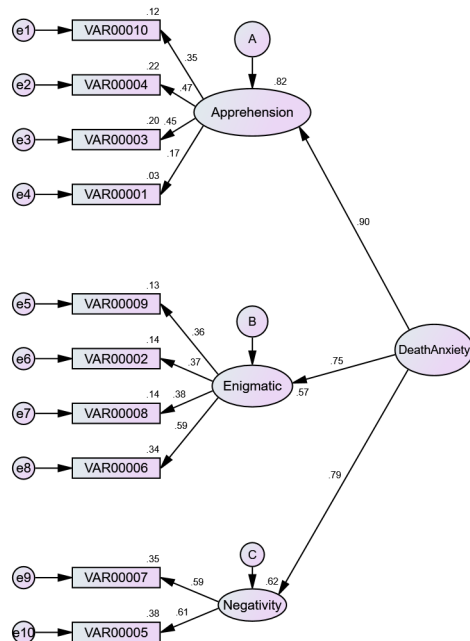 .12
e1 VAR00010
A
.35
.22
.82
e2 VAR00004
.47
Apprehension
.20 .45
e3 VAR00003
.17
.03
e4 VAR00001
.90
.13
e5 VAR00009
B
.36
.14
e6 VAR00002
.37
.75
DeathAnxiety
.14
.38
Enigmatic
.57
e7 VAR00008
.59
.34
e8 VAR00006
.79
.35
C
e9 VAR00007
.59
.62
.38
.61
Negativity
e10 VAR00005